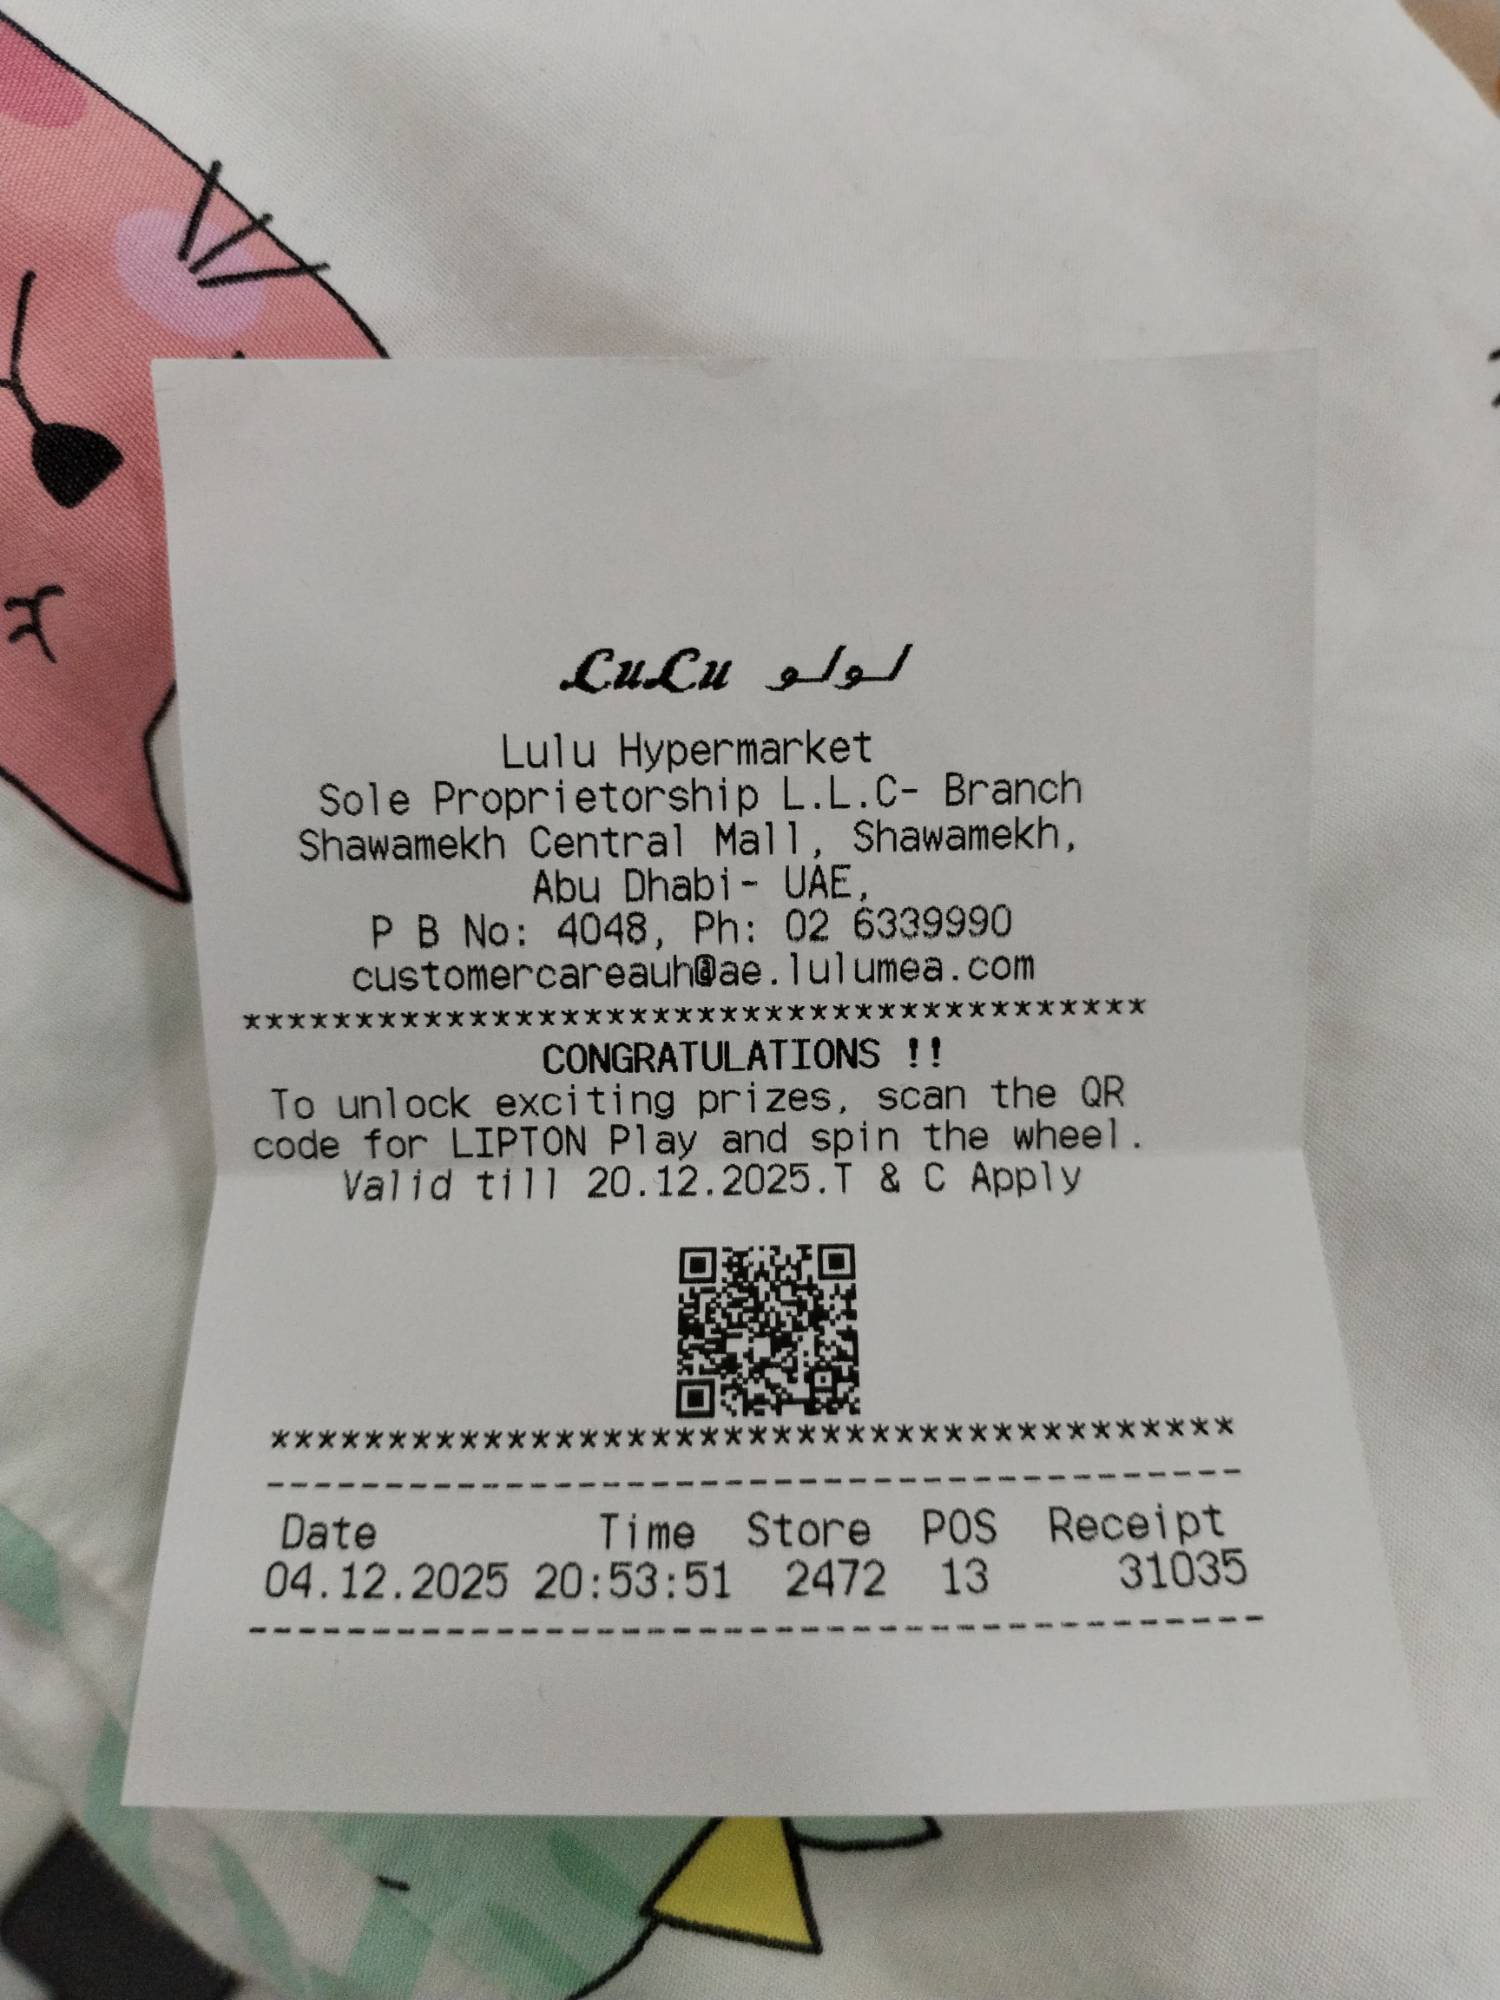 LuLu لولو
Lulu Hypermarket
Sole Proprietorship L.L.C- Branch
Shawamekh Central Mall, Shawamekh,
Abu Dhabi- UAE,
P B No: 4048, Ph: 02 6339990
customercareauh@ae.lulumea.com
****************************************
CONGRATULATIONS !!
To unlock exciting prizes, scan the QR
code for LIPTON Play and spin the wheel.
Valid till 20.12.2025.T & C Apply
****************************************
----------------------------------------
Date Time Store POS Receipt
04.12.2025 20:53:51 2472 13 31035
----------------------------------------